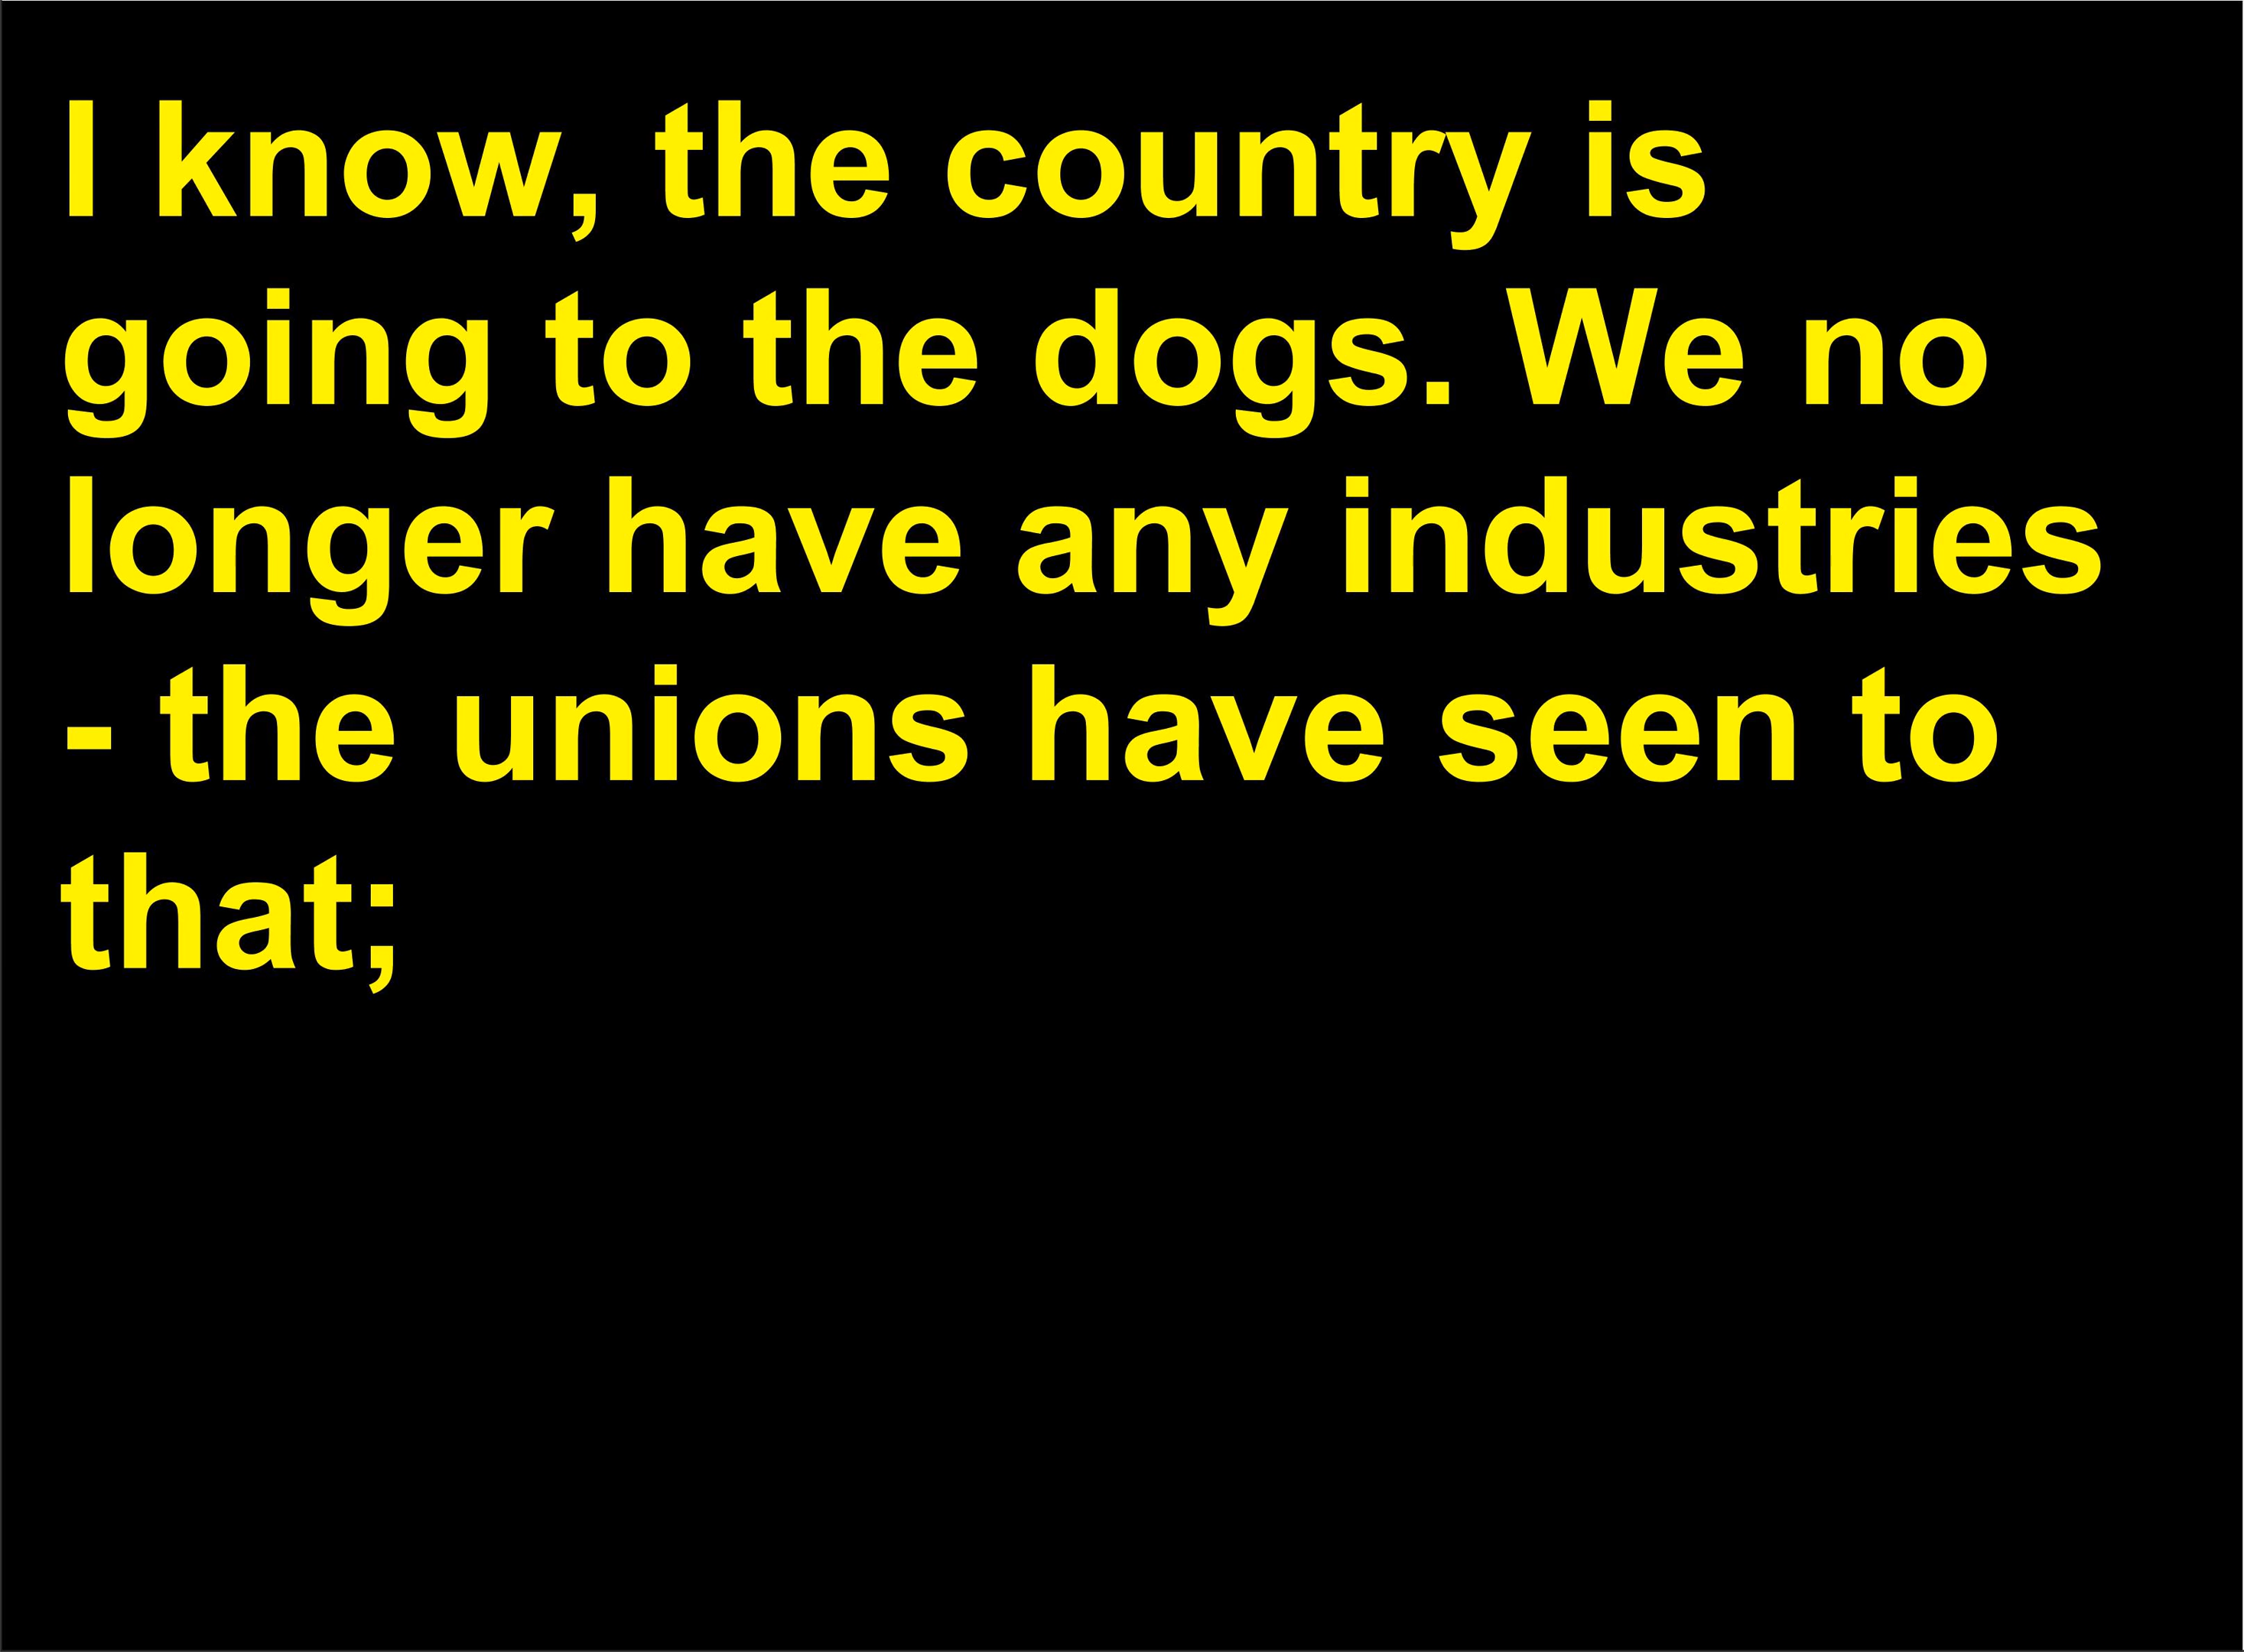 I know, the country is
going to the dogs. We no
longer have any industries
- the unions have seen to
that;